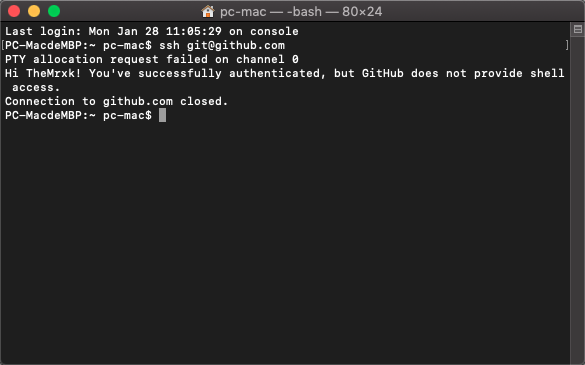 pc-mac — -bash — 80×24
Last login: Mon Jan 28 11:05:29 on console
[PC-MacdeMBP:~ pc-mac$ ssh git@github.com ]
PTY allocation request failed on channel 0
Hi TheMrxk! You've successfully authenticated, but GitHub does not provide shell
 access.
Connection to github.com closed.
PC-MacdeMBP:~ pc-mac$